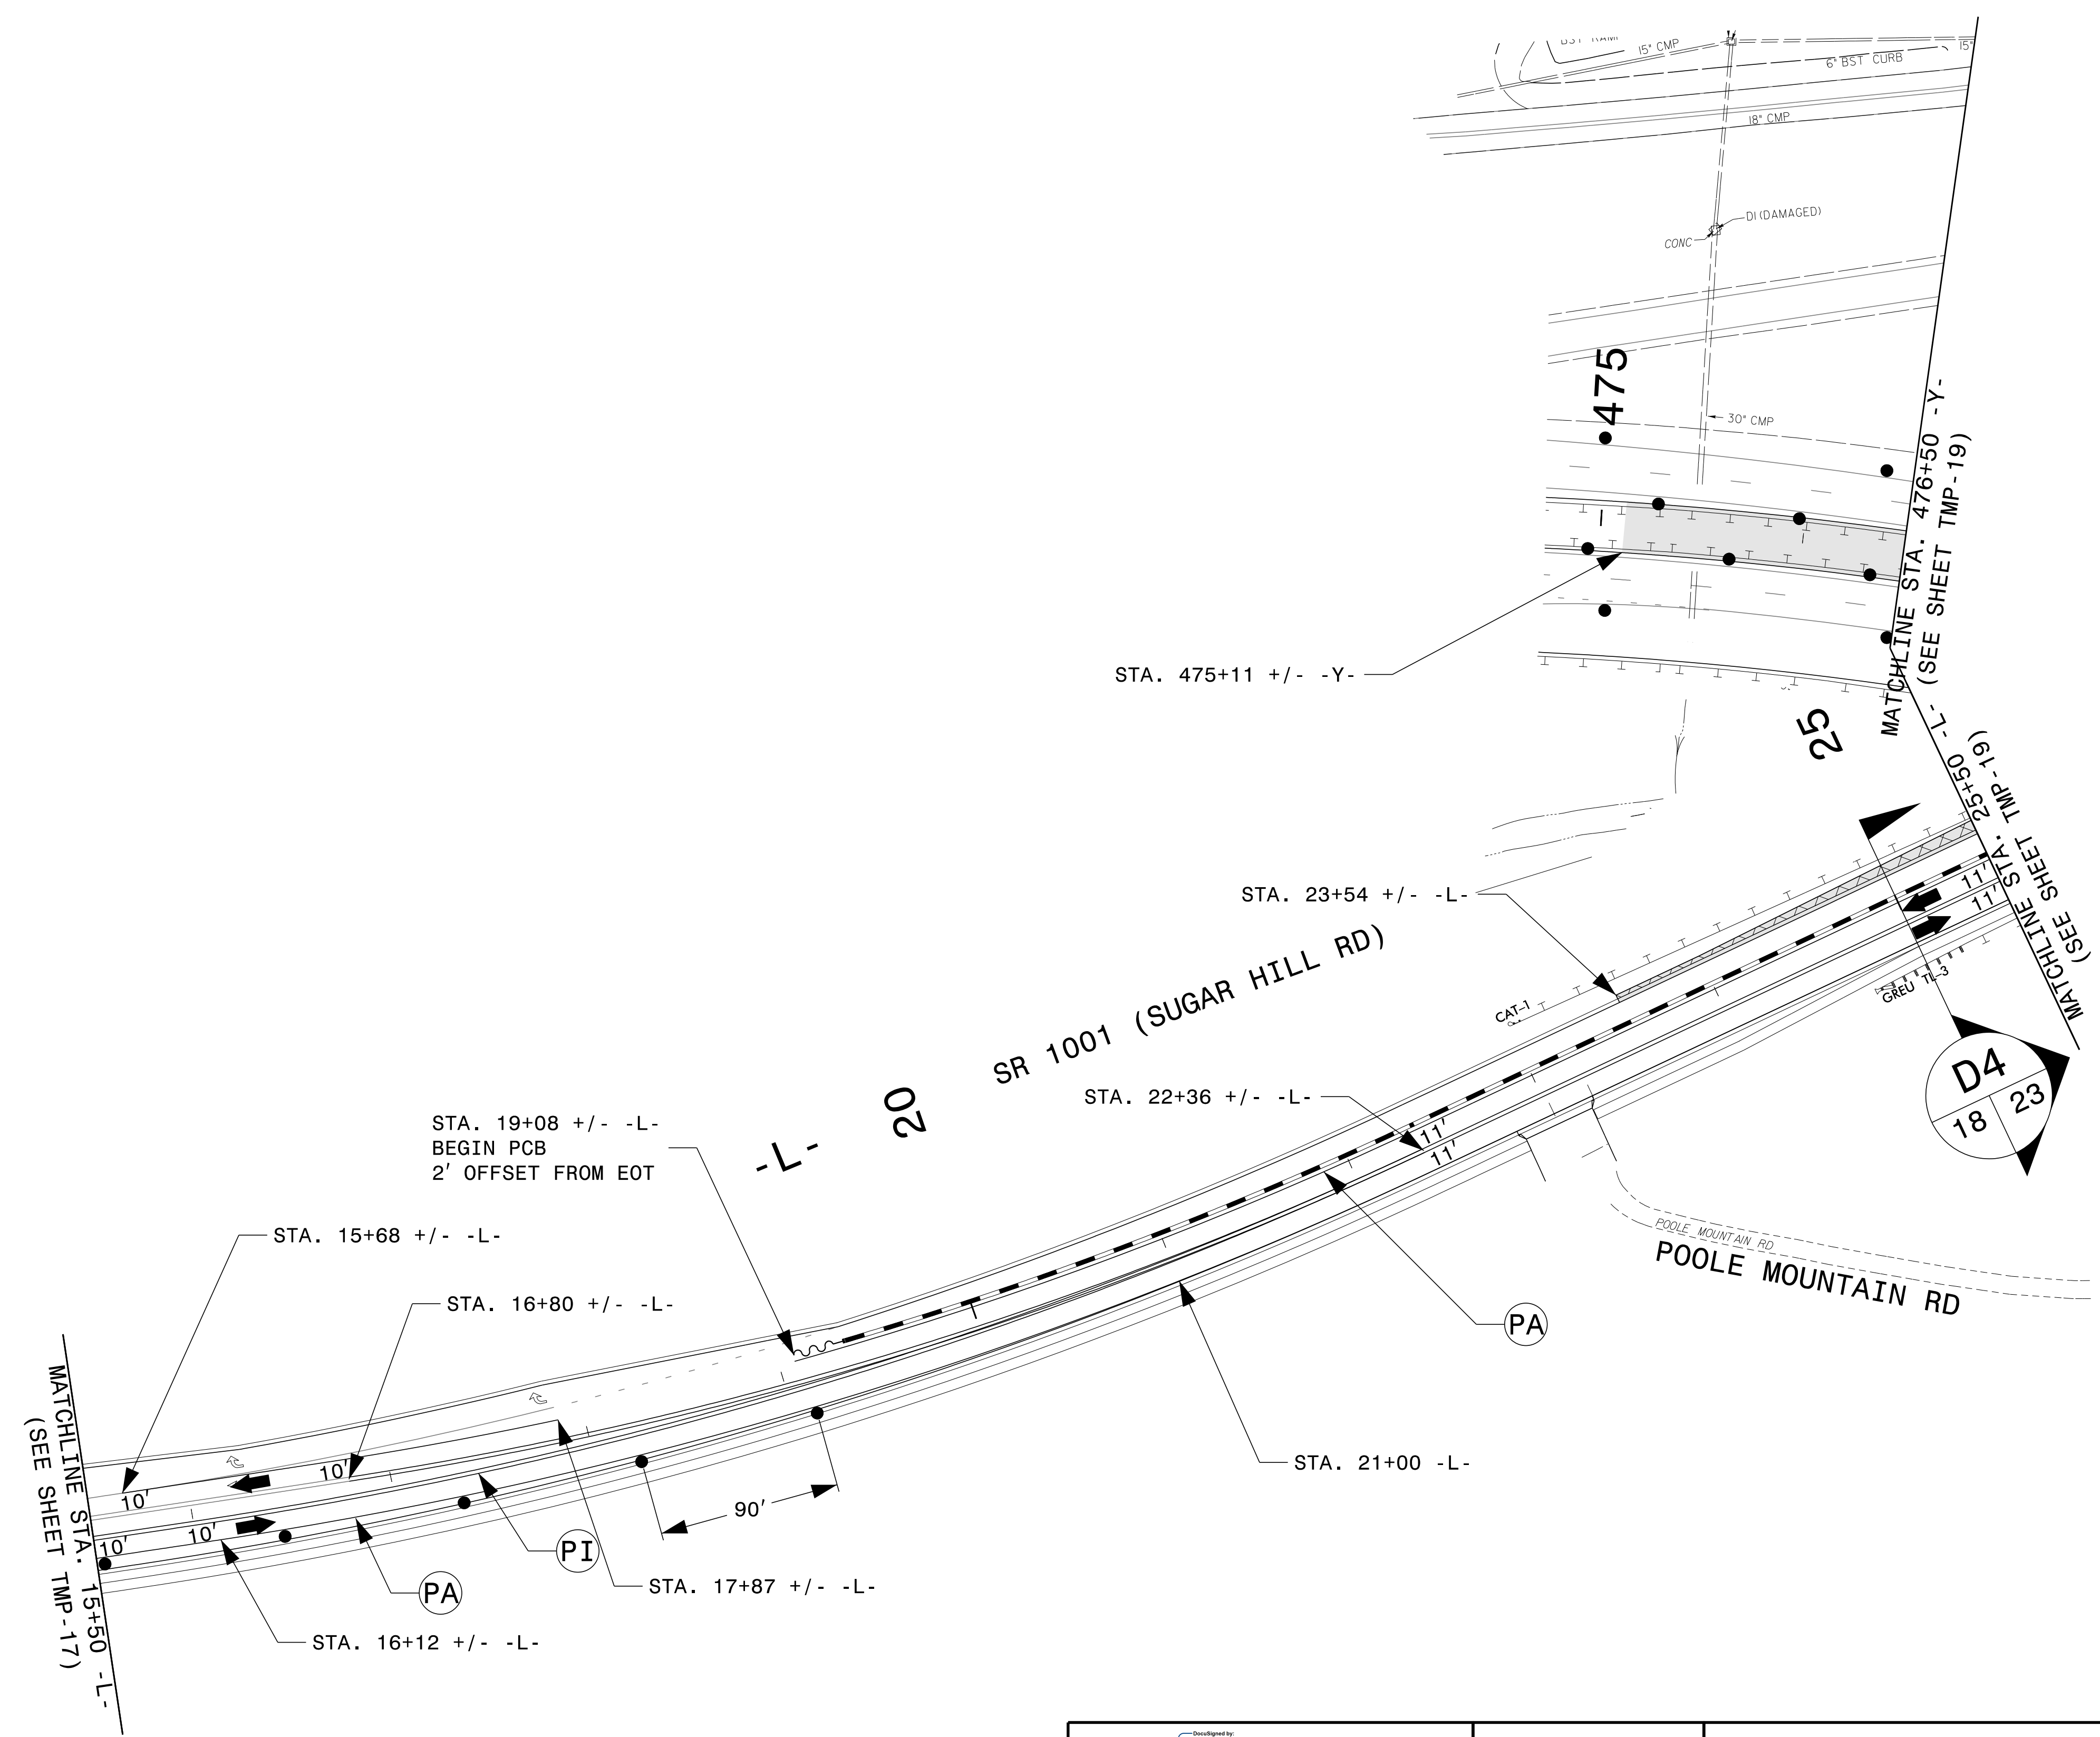 15" CMP
15"
6" BST CURB
18" CMP
DI (DAMAGED)
CONC
475
30" CMP
MATCHLINE STA. 476+50 -Y-
(SEE SHEET TMP-19)
STA. 475+11 +/- -Y-
25
MATCHLINE STA. 25+50 -L-
(SEE SHEET TMP-19)
STA. 23+54 +/- -L-
11'
11'
SR 1001 (SUGAR HILL RD)
CAT-1
GREU TL-3
D4
18
23
20
-L-
STA. 22+36 +/- -L-
11'
11'
STA. 19+08 +/- -L-
BEGIN PCB
2' OFFSET FROM EOT
STA. 15+68 +/- -L-
POOLE MOUNTAIN RD
POOLE MOUNTAIN RD
STA. 16+80 +/- -L-
PA
MATCHLINE STA. 15+50 -L-
(SEE SHEET TMP-17)
10'
10'
10'
10'
STA. 21+00 -L-
90'
PI
PA
STA. 17+87 +/- -L-
STA. 16+12 +/- -L-
DocuSigned by: